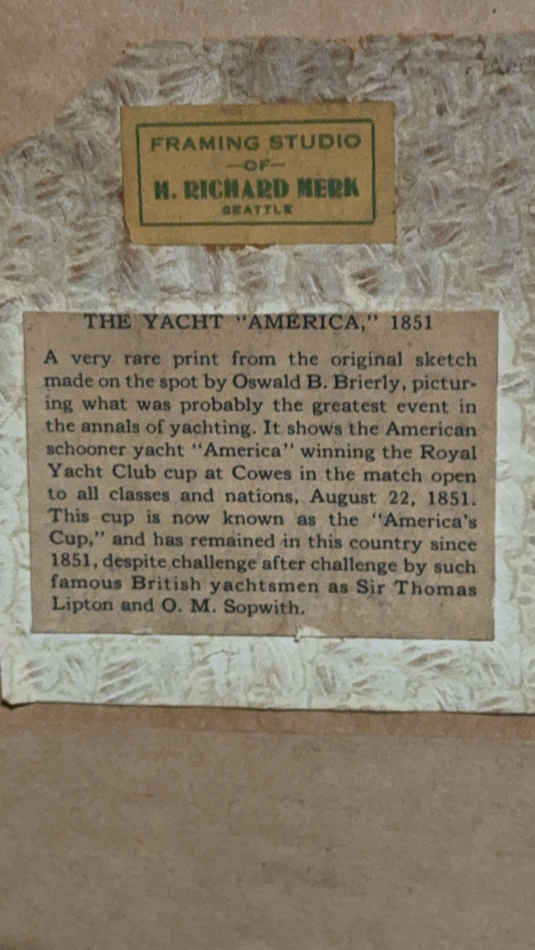 FRAMING STUDIO
—OF—
H. RICHARD MERK
SEATTLE
THE YACHT "AMERICA," 1851
A very rare print from the original sketch
made on the spot by Oswald B. Brierly, pictur-
ing what was probably the greatest event in
the annals of yachting. It shows the American
schooner yacht "America" winning the Royal
Yacht Club cup at Cowes in the match open
to all classes and nations, August 22, 1851.
This cup is now known as the "America's
Cup," and has remained in this country since
1851, despite challenge after challenge by such
famous British yachtsmen as Sir Thomas
Lipton and O. M. Sopwith.